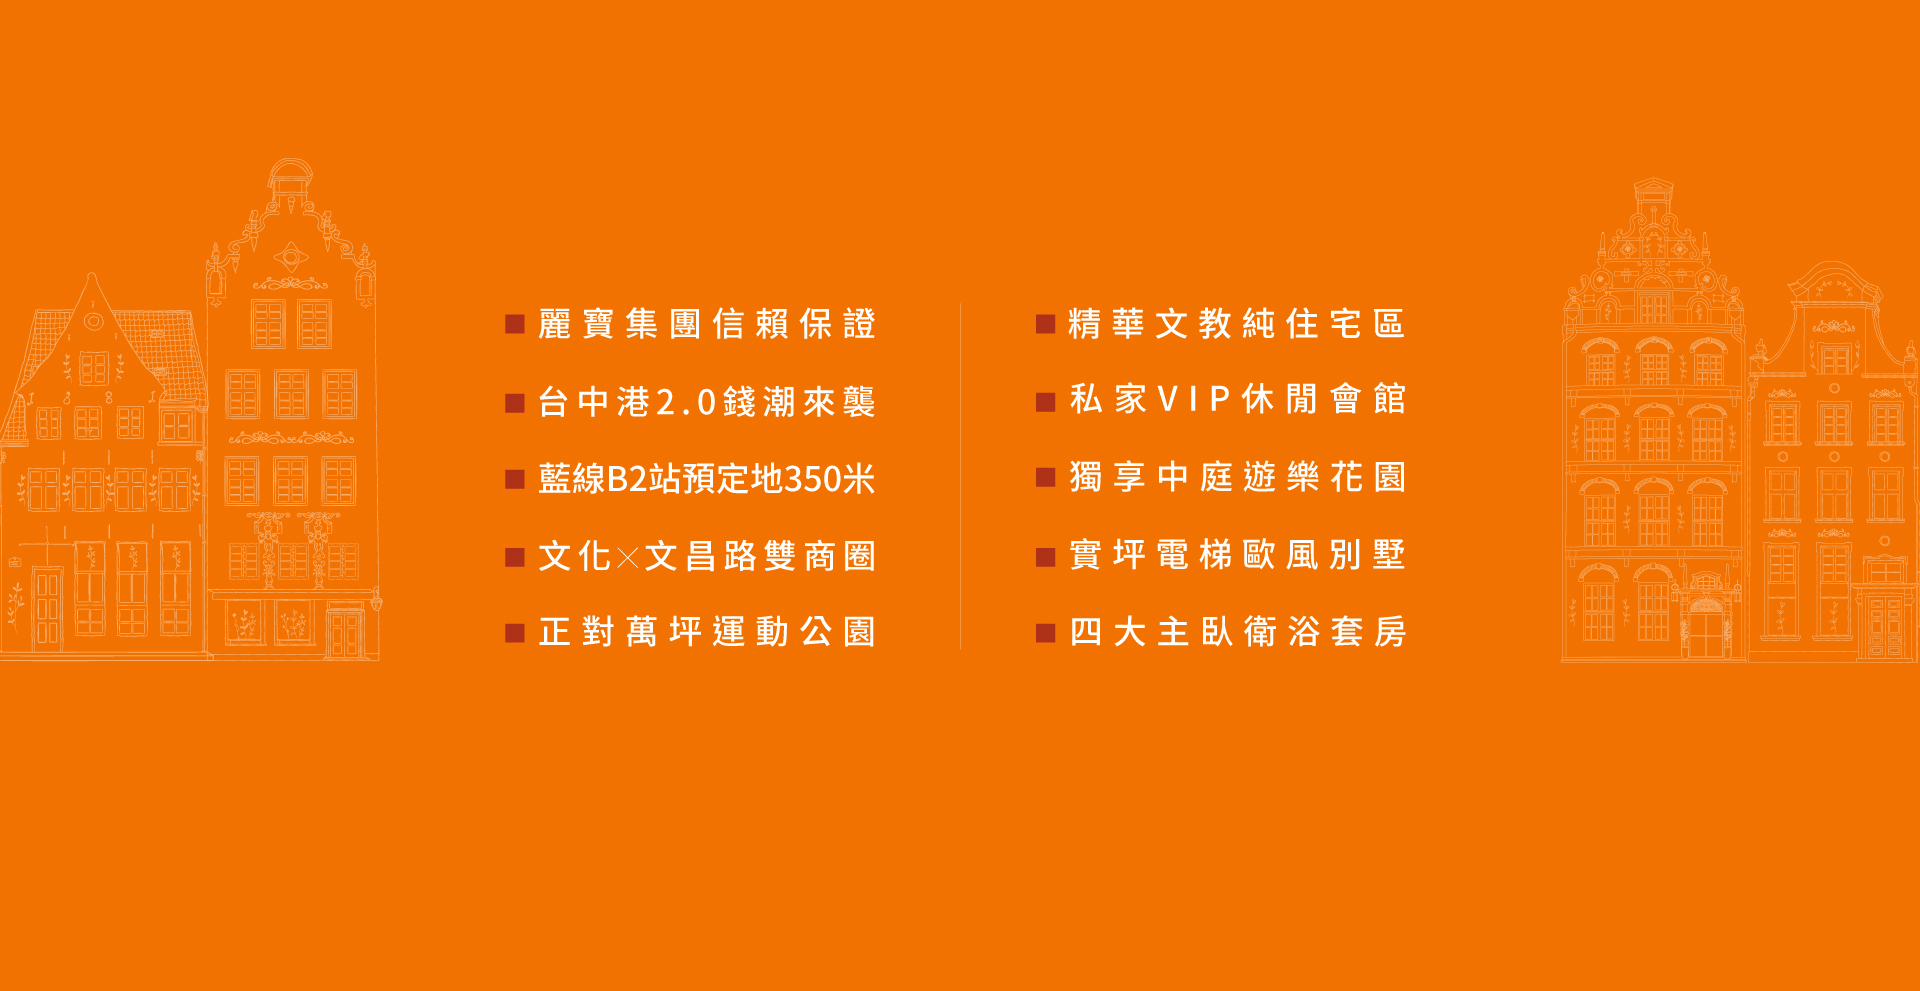 麗寶集團信賴保證
台中港2.0錢潮來襲
藍線B2站預定地350米
文化×文昌路雙商圈
正對萬坪運動公園
精華文教純住宅區
私家VIP休閒會館
獨享中庭遊樂花園
實坪電梯歐風別墅
四大主臥衛浴套房